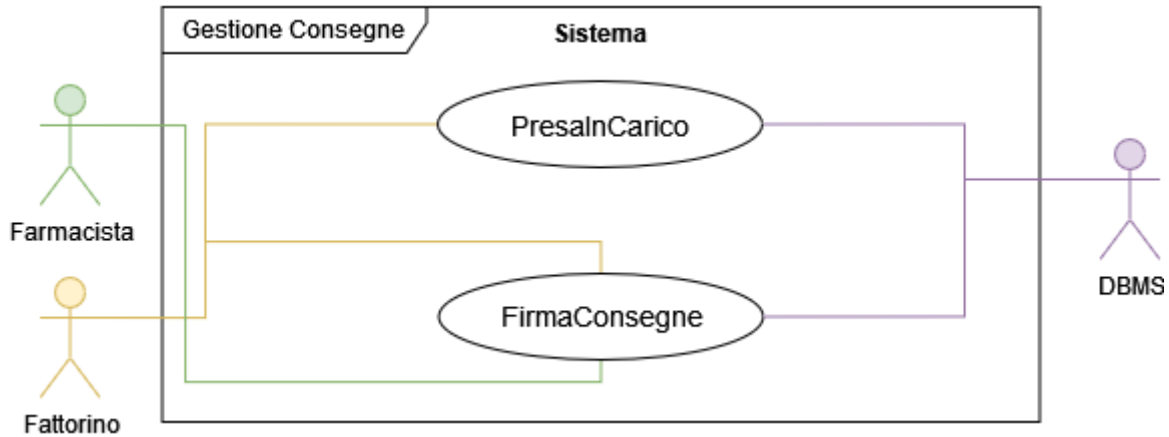 Gestione Consegne
Sistema
PresaInCarico
Farmacista
DBMS
FirmaConsegne
Fattorino